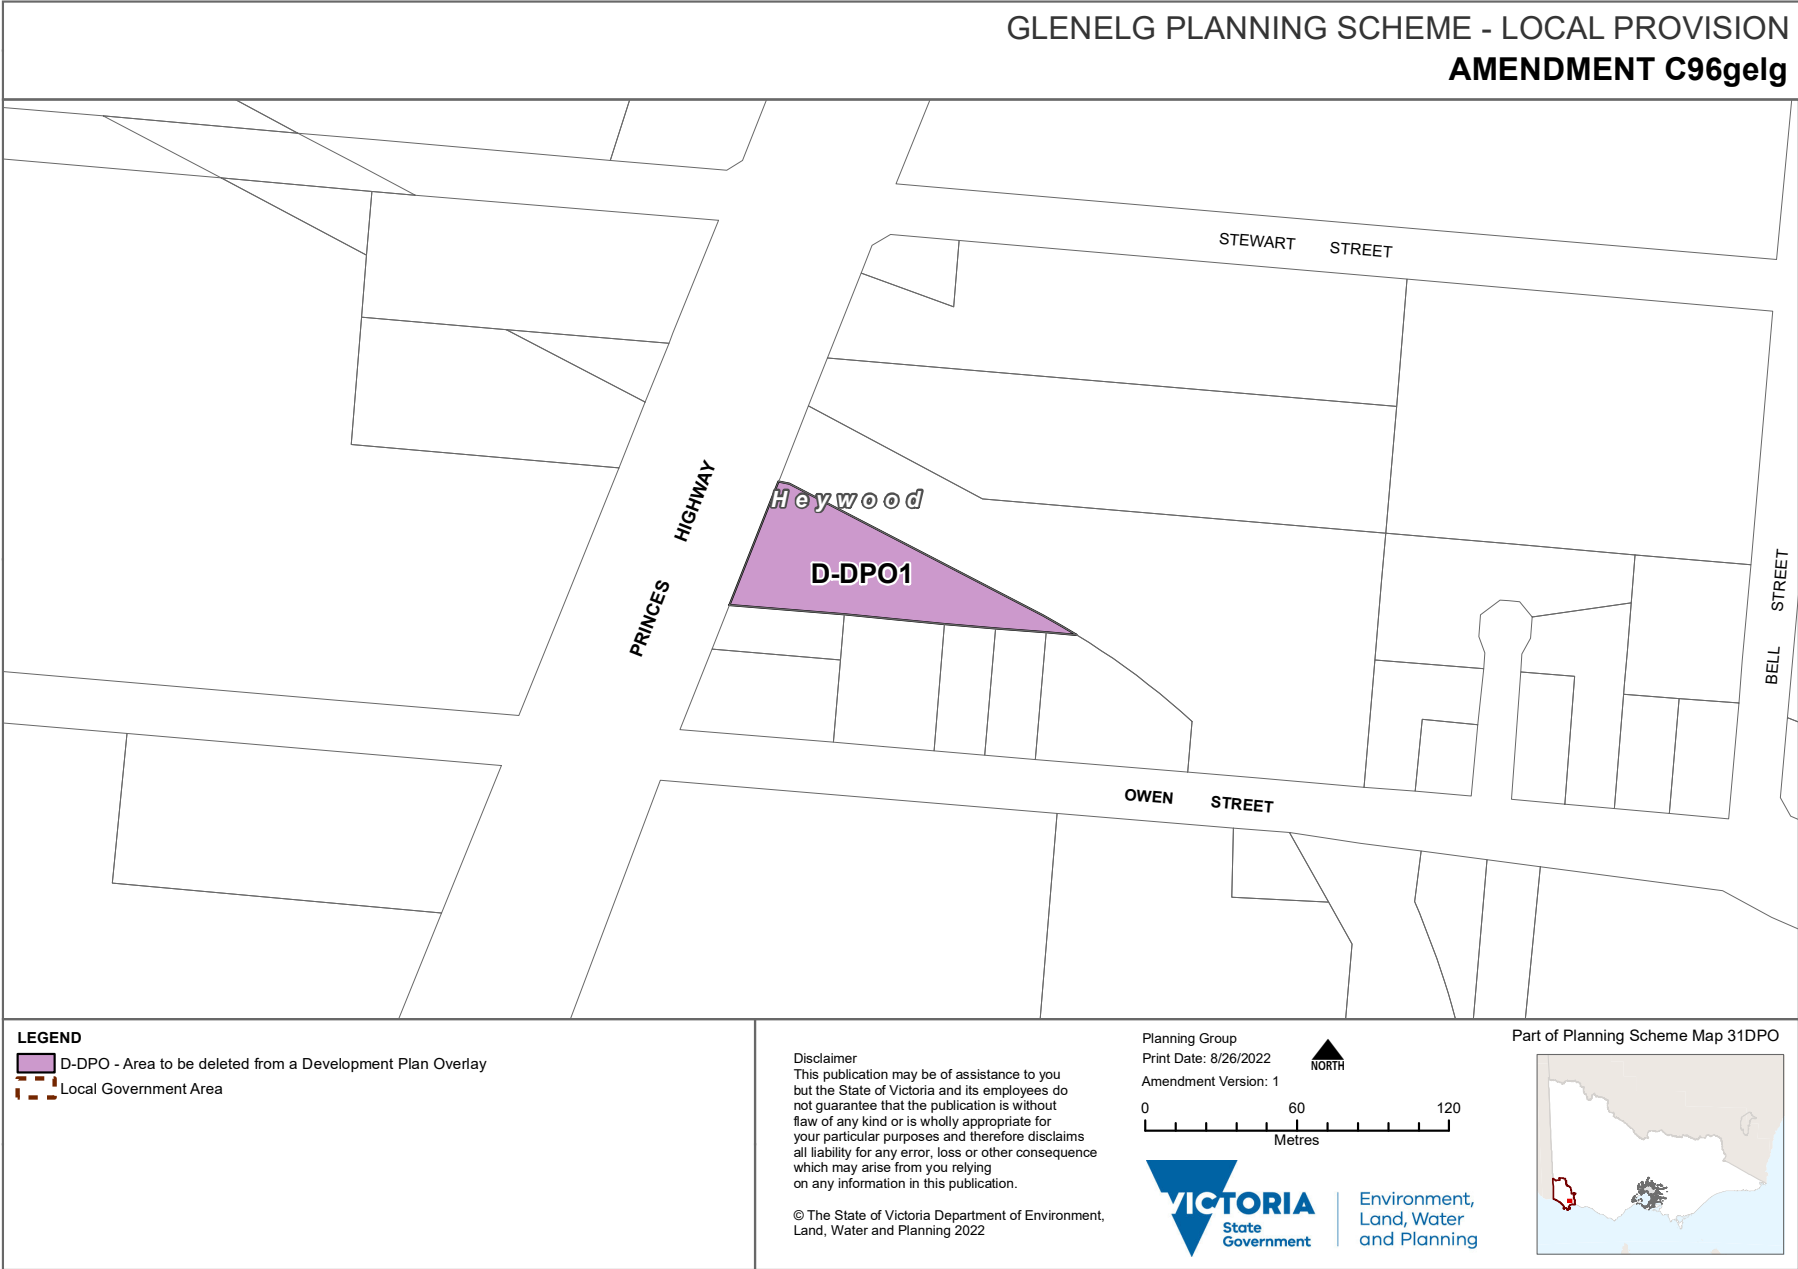 GLENELG PLANNING SCHEME - LOCAL PROVISION
AMENDMENT C96gelg
STEWART STREET
PRINCES HIGHWAY
Heywood
D-DPO1
BELL STREET
OWEN STREET
LEGEND
D-DPO - Area to be deleted from a Development Plan Overlay
Local Government Area
Disclaimer
This publication may be of assistance to you
but the State of Victoria and its employees do
not guarantee that the publication is without
flaw of any kind or is wholly appropriate for
your particular purposes and therefore disclaims
all liability for any error, loss or other consequence
which may arise from you relying
on any information in this publication.
© The State of Victoria Department of Environment,
Land, Water and Planning 2022
Planning Group
Print Date: 8/26/2022
Amendment Version: 1
NORTH
0 60 120
Metres
VICTORIA
State
Government
Environment,
Land, Water
and Planning
Part of Planning Scheme Map 31DPO